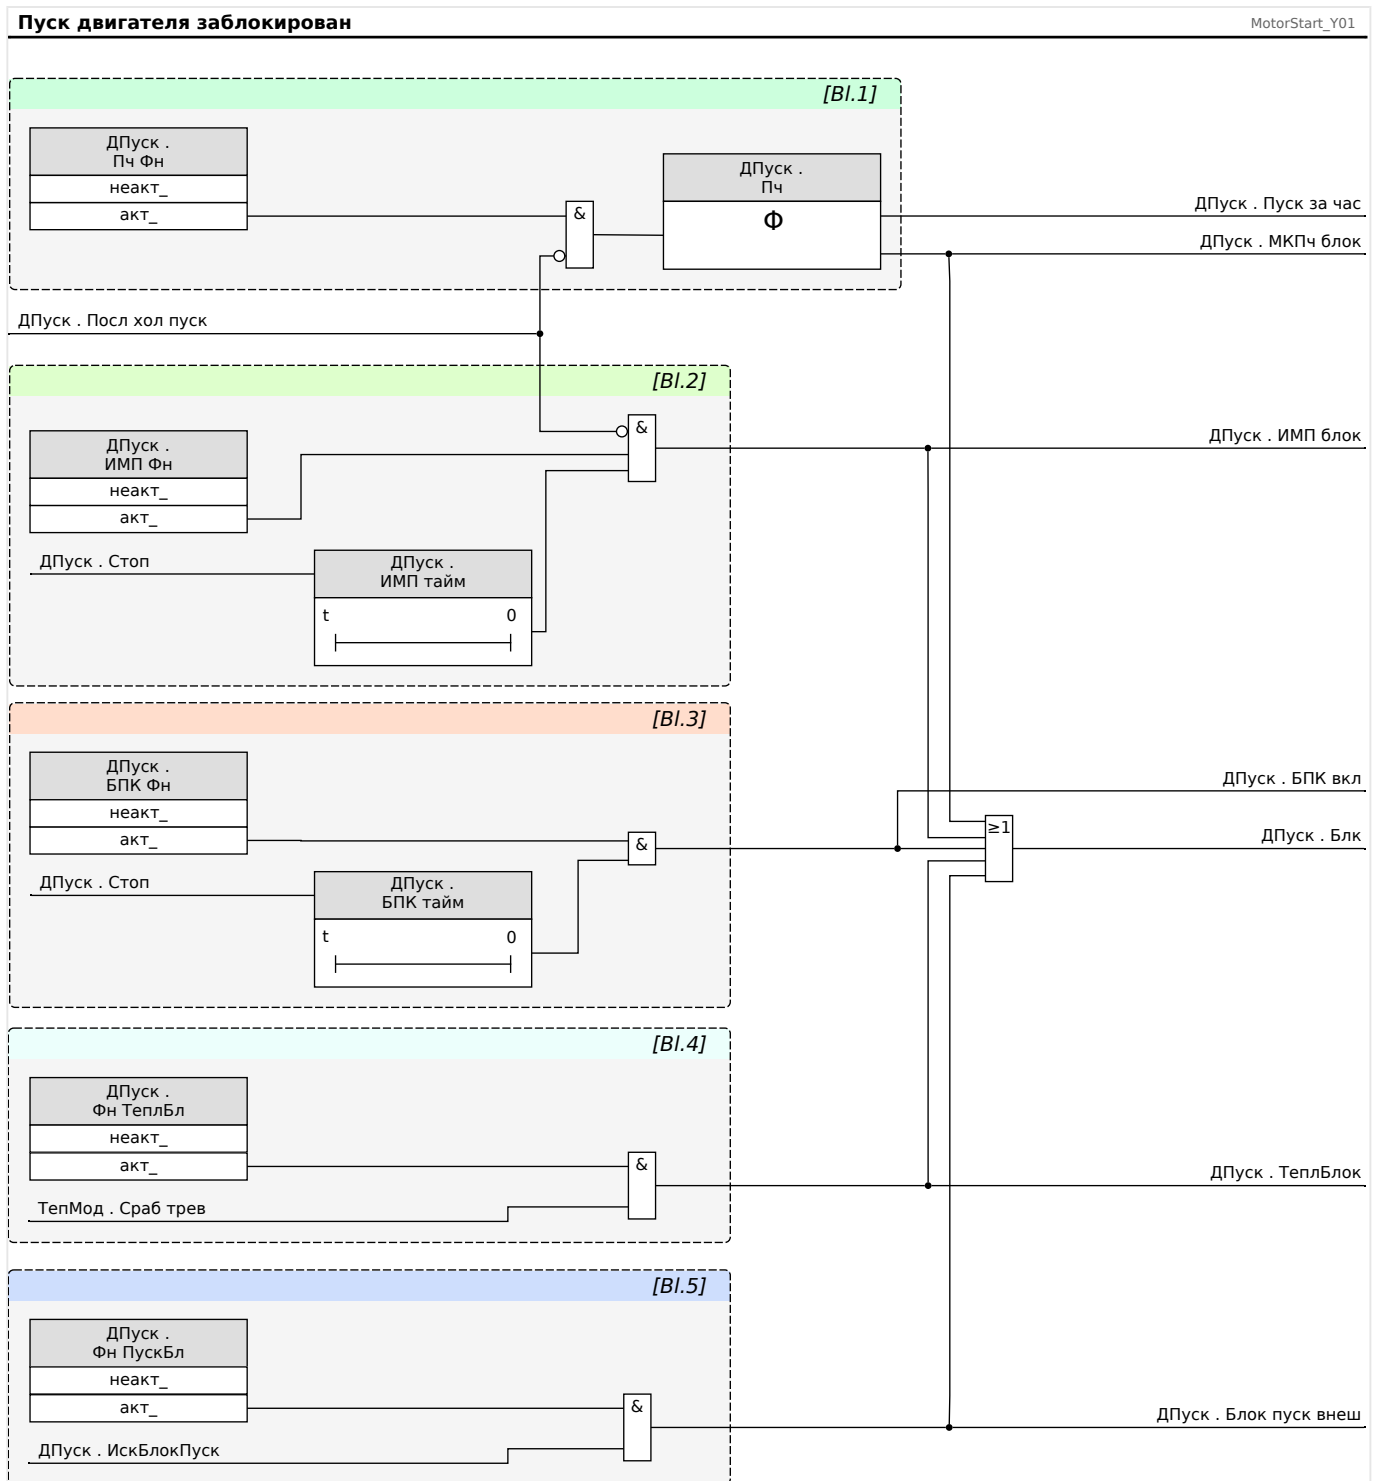 Пуск двигателя заблокирован
MotorStart_Y01
[Bl.1]
ДПуск .
Пч Фн
неакт_
акт_
&
ДПуск .
Пч
Ф
ДПуск . Пуск за час
ДПуск . МКПч блок
ДПуск . Посл хол пуск
[Bl.2]
ДПуск .
ИМП Фн
неакт_
акт_
&
ДПуск . ИМП блок
ДПуск . Стоп
ДПуск .
ИМП тайм
t 0
[Bl.3]
ДПуск .
БПК Фн
неакт_
акт_
&
ДПуск . БПК вкл
≥1
ДПуск . Блк
ДПуск . Стоп
ДПуск .
БПК тайм
t 0
[Bl.4]
ДПуск .
Фн ТеплБл
неакт_
акт_
&
ДПуск . ТеплБлок
ТепМод . Сраб трев
[Bl.5]
ДПуск .
Фн ПускБл
неакт_
акт_
&
ДПуск . Блок пуск внеш
ДПуск . ИскБлокПуск